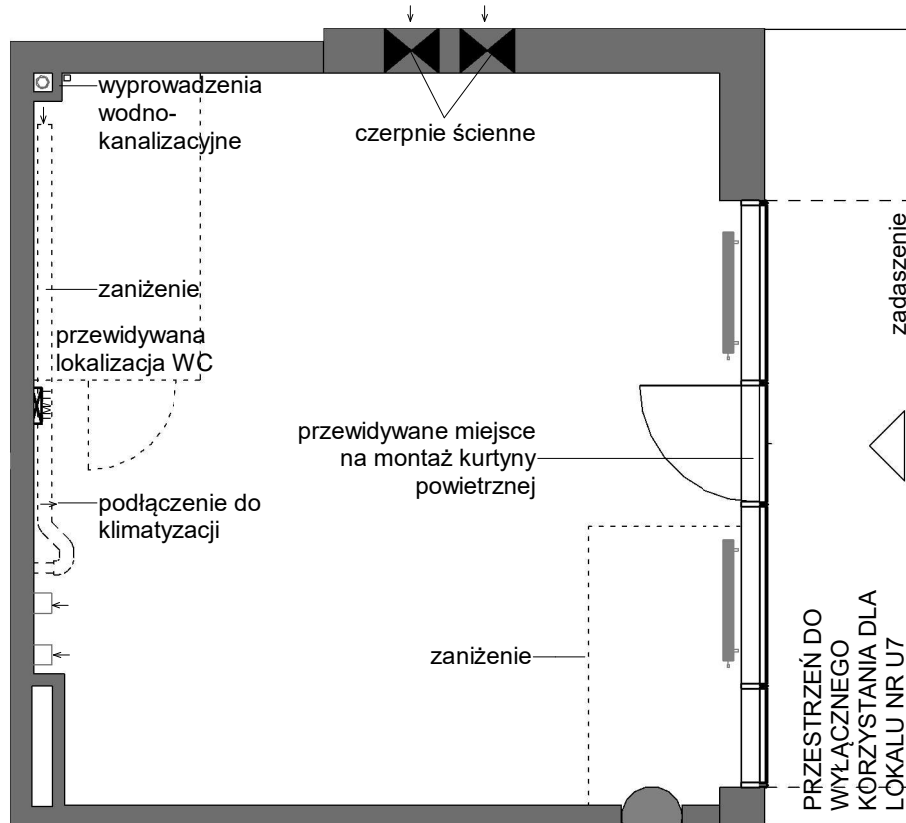 wyprowadzenia
wodno-
kanalizacyjne
czerpnie ścienne
zaniżenie
przewidywana
lokalizacja WC
przewidywane miejsce
na montaż kurtyny
powietrznej
podłączenie do
klimatyzacji
zaniżenie
zadaszenie
PRZESTRZEŃ DO
WYŁĄCZNEGO
KORZYSTANIA DLA
LOKALU NR U7